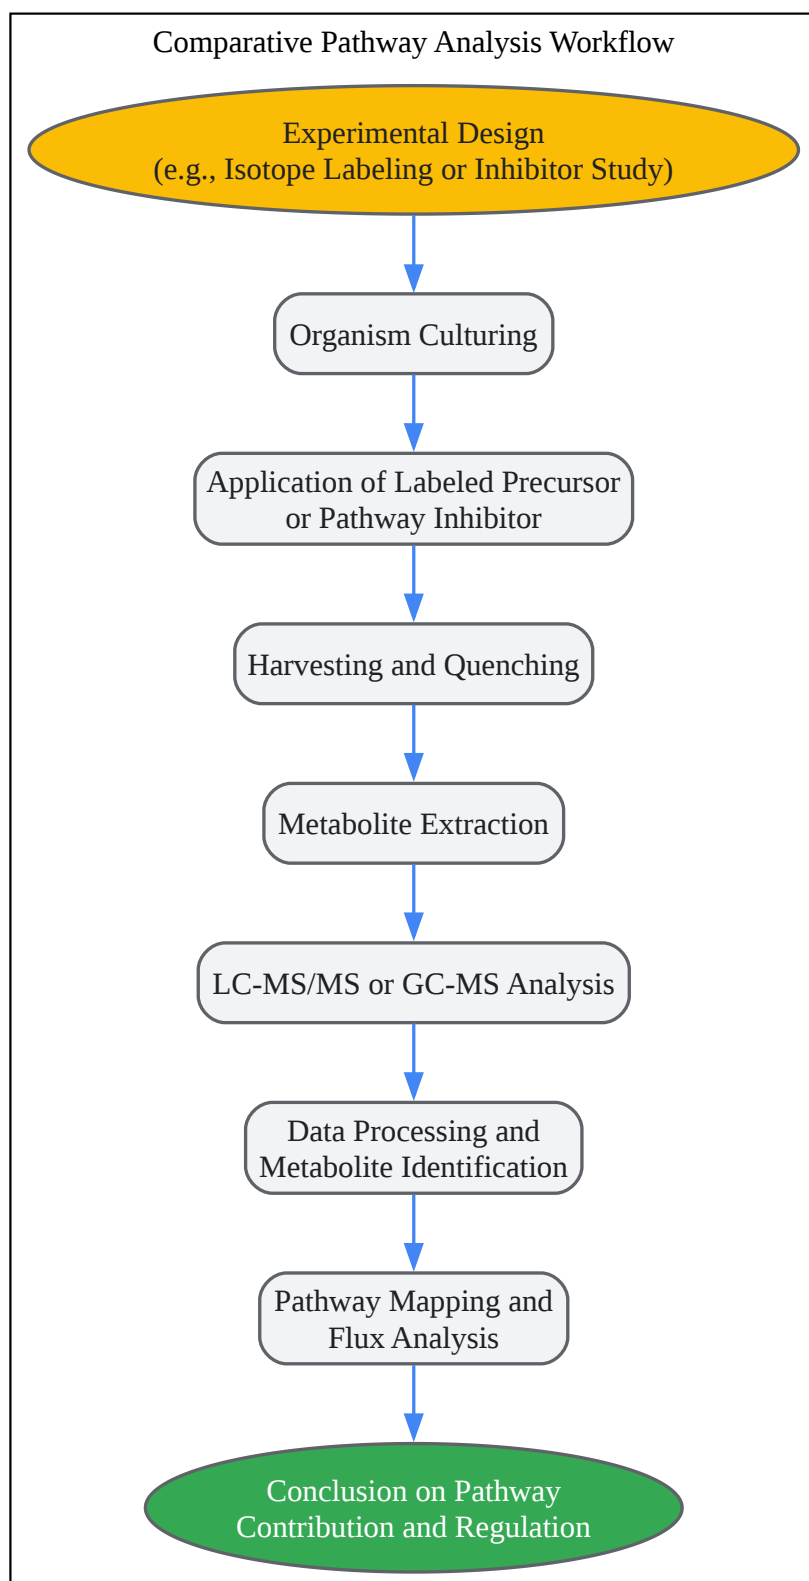 Comparative Pathway Analysis Workflow
Experimental Design
(e.g., Isotope Labeling or Inhibitor Study)
Organism Culturing
Application of Labeled Precursor
or Pathway Inhibitor
Harvesting and Quenching
Metabolite Extraction
LC-MS/MS or GC-MS Analysis
Data Processing and
Metabolite Identification
Pathway Mapping and
Flux Analysis
Conclusion on Pathway
Contribution and Regulation